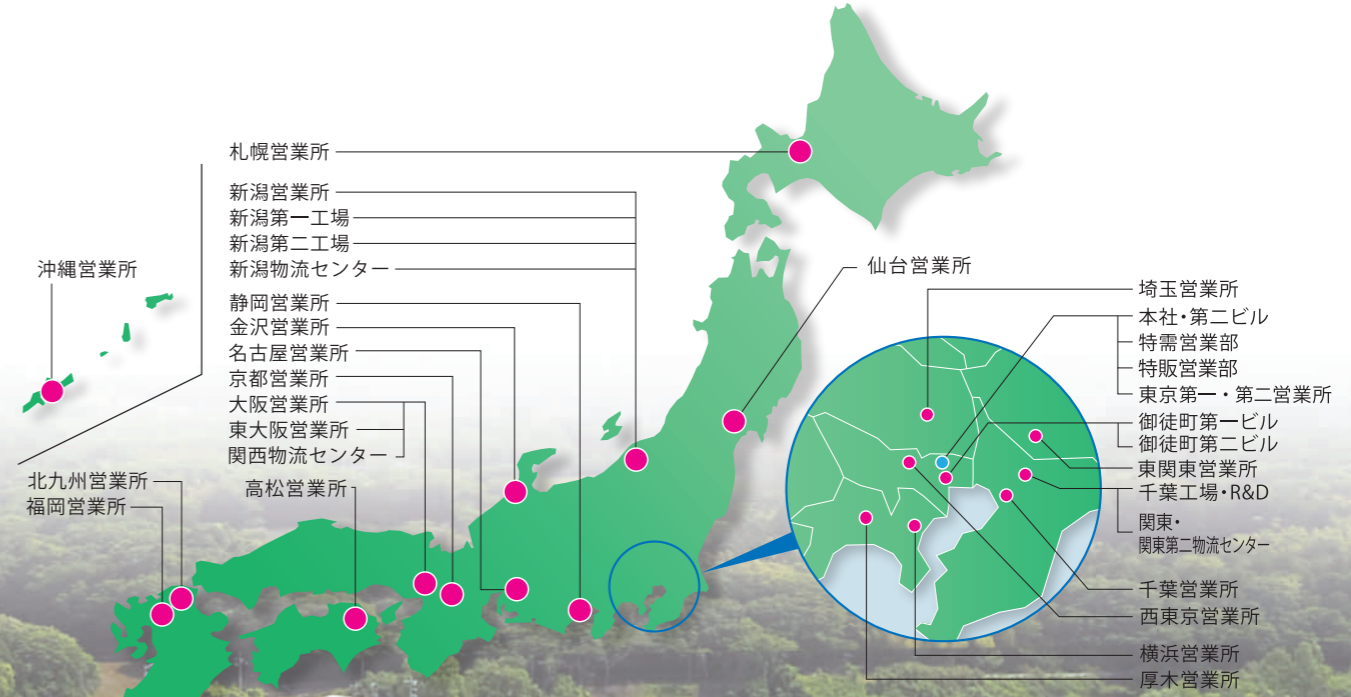 札幌営業所
新潟営業所
新潟第一工場
新潟第二工場
新潟物流センター
静岡営業所
金沢営業所
名古屋営業所
京都営業所
大阪営業所
東大阪営業所
関西物流センター
高松営業所
沖縄営業所
北九州営業所
福岡営業所
仙台営業所
埼玉営業所
本社・第二ビル
特需営業部
特販営業部
東京第一・第二営業所
御徒町第一ビル
御徒町第二ビル
東関東営業所
千葉工場・R&D
関東・
関東第二物流センター
千葉営業所
西東京営業所
横浜営業所
厚木営業所